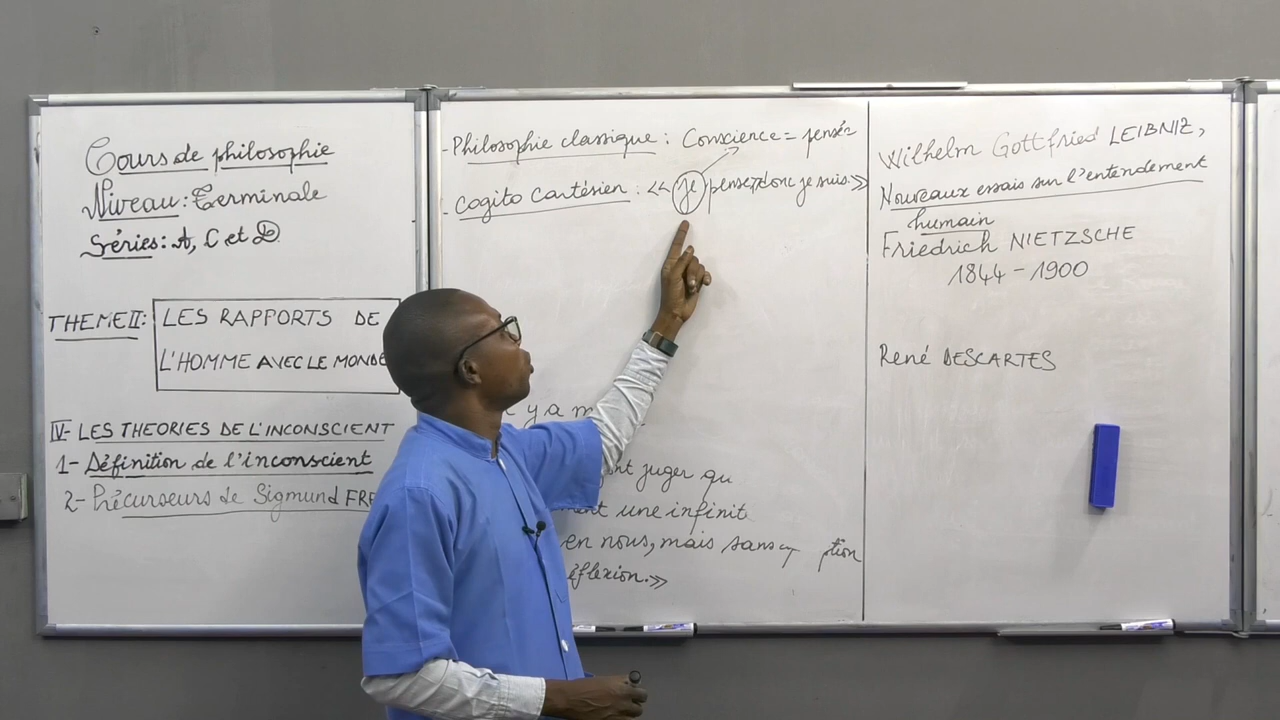 Cours de philosophie
Niveau : Terminale
Séries : A, C et D
THEME II : LES RAPPORTS DE
L'HOMME AVEC LE MONDE
IV- LES THEORIES DE L'INCONSCIENT
1- Définition de l'inconscient
2- Précurseurs de Sigmund FRE
- Philosophie classique : Conscience = pensée
- Cogito Cartésien : << je pense, donc je suis. >>
y a m
juger qu
une infinit
en nous, mais sans ption
éflexion. >>
Wilhelm Gottfried LEIBNIZ,
Nouveaux essais sur l'entendement
humain
Friedrich NIETZSCHE
1844 - 1900
René DESCARTES